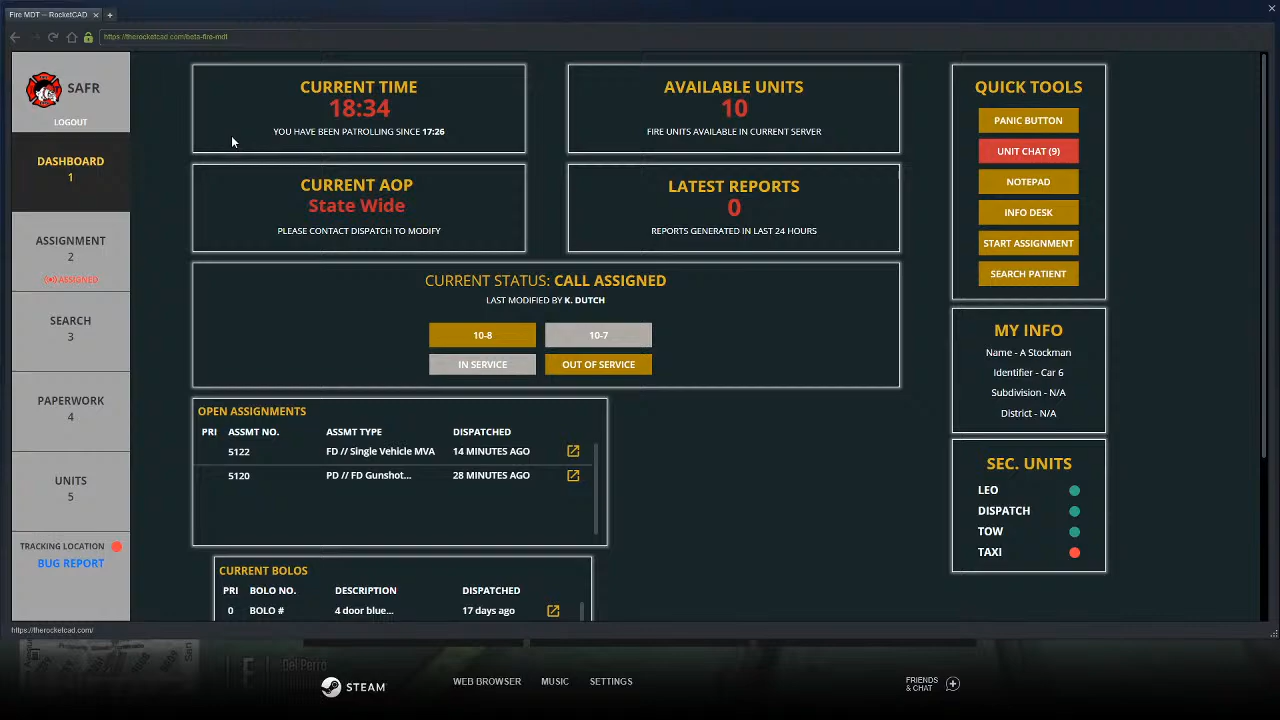 Fire MDT -- RocketCAD
https://therocketcad.com/beta-fire-mdt
SAFR
LOGOUT
DASHBOARD
1
ASSIGNMENT
2
ASSIGNED
SEARCH
3
PAPERWORK
4
UNITS
5
TRACKING LOCATION
BUG REPORT
CURRENT TIME
18:34
YOU HAVE BEEN PATROLLING SINCE 17:26
AVAILABLE UNITS
10
FIRE UNITS AVAILABLE IN CURRENT SERVER
CURRENT AOP
State Wide
PLEASE CONTACT DISPATCH TO MODIFY
LATEST REPORTS
0
REPORTS GENERATED IN LAST 24 HOURS
CURRENT STATUS: CALL ASSIGNED
LAST MODIFIED BY K. DUTCH
10-8 10-7
IN SERVICE OUT OF SERVICE
OPEN ASSIGNMENTS
PRI ASSMT NO. ASSMT TYPE DISPATCHED
5122 FD // Single Vehicle MVA 14 MINUTES AGO
5120 PD // FD Gunshot... 28 MINUTES AGO
CURRENT BOLOS
PRI BOLO NO. DESCRIPTION DISPATCHED
0 BOLO # 4 door blue... 17 days ago
QUICK TOOLS
PANIC BUTTON
UNIT CHAT (9)
NOTEPAD
INFO DESK
START ASSIGNMENT
SEARCH PATIENT
MY INFO
Name - A Stockman
Identifier - Car 6
Subdivision - N/A
District - N/A
SEC. UNITS
LEO
DISPATCH
TOW
TAXI
https://therocketcad.com/
Del Perro
STEAM
WEB BROWSER MUSIC SETTINGS
FRIENDS
& CHAT